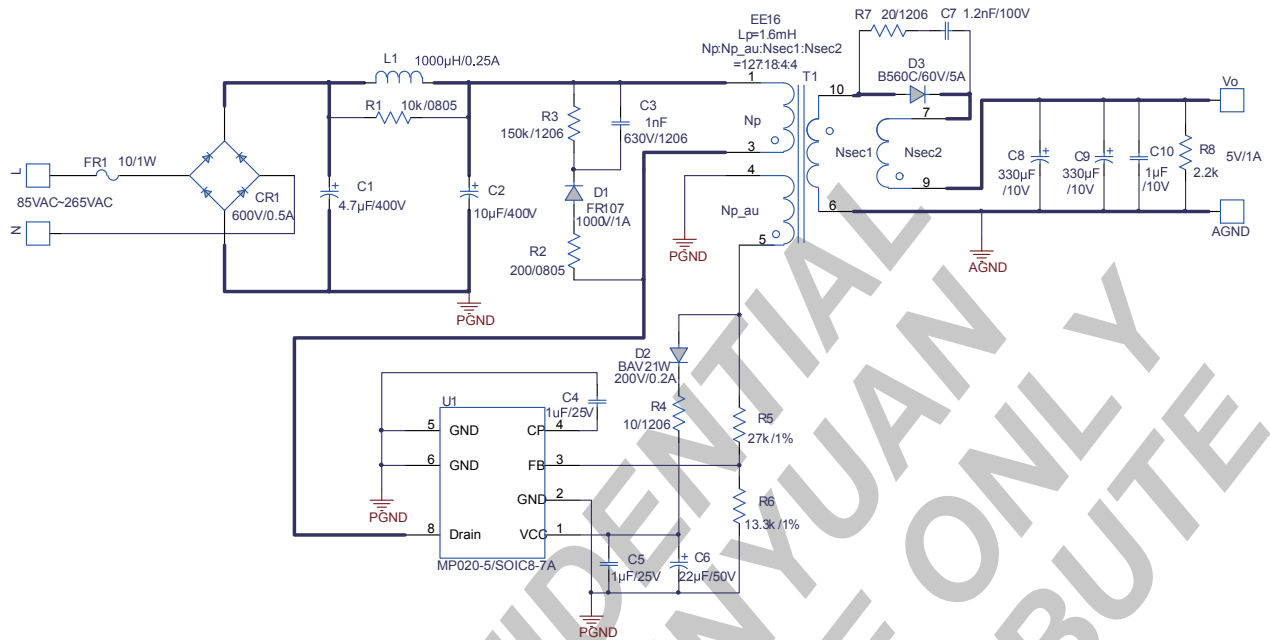 R7 20/1206
C7 1.2nF/100V
EE16
Lp=1.6mH
Np:Np_au:Nsec1:Nsec2
=127:18:4:4
L1 1000µH/0.25A
D3
B560C/60V/5A
1
T1
10
Vo
R1 10k/0805
R3
150k/1206
C3
1nF
630V/1206
Np
7
3
Nsec1
Nsec2
C8
330µF
/10V
C9
330µF
/10V
C10
1µF
/10V
R8
2.2k
5V/1A
L
FR1 10/1W
4
9
85VAC~265VAC
CR1
600V/0.5A
C1
4.7µF/400V
C2
10µF/400V
D1
FR107
1000V/1A
Np_au
6
N
AGND
R2
200/0805
5
PGND
AGND
PGND
D2
BAV21W
200V/0.2A
C4
1uF/25V
R4
10/1206
R5
27k/1%
U1
5 GND
CP 4
6 GND
FB 3
GND 2
R6
13.3k/1%
PGND
8 Drain
VCC 1
MP020-5/SOIC8-7A
C5
1µF/25V
C6
22µF/50V
PGND